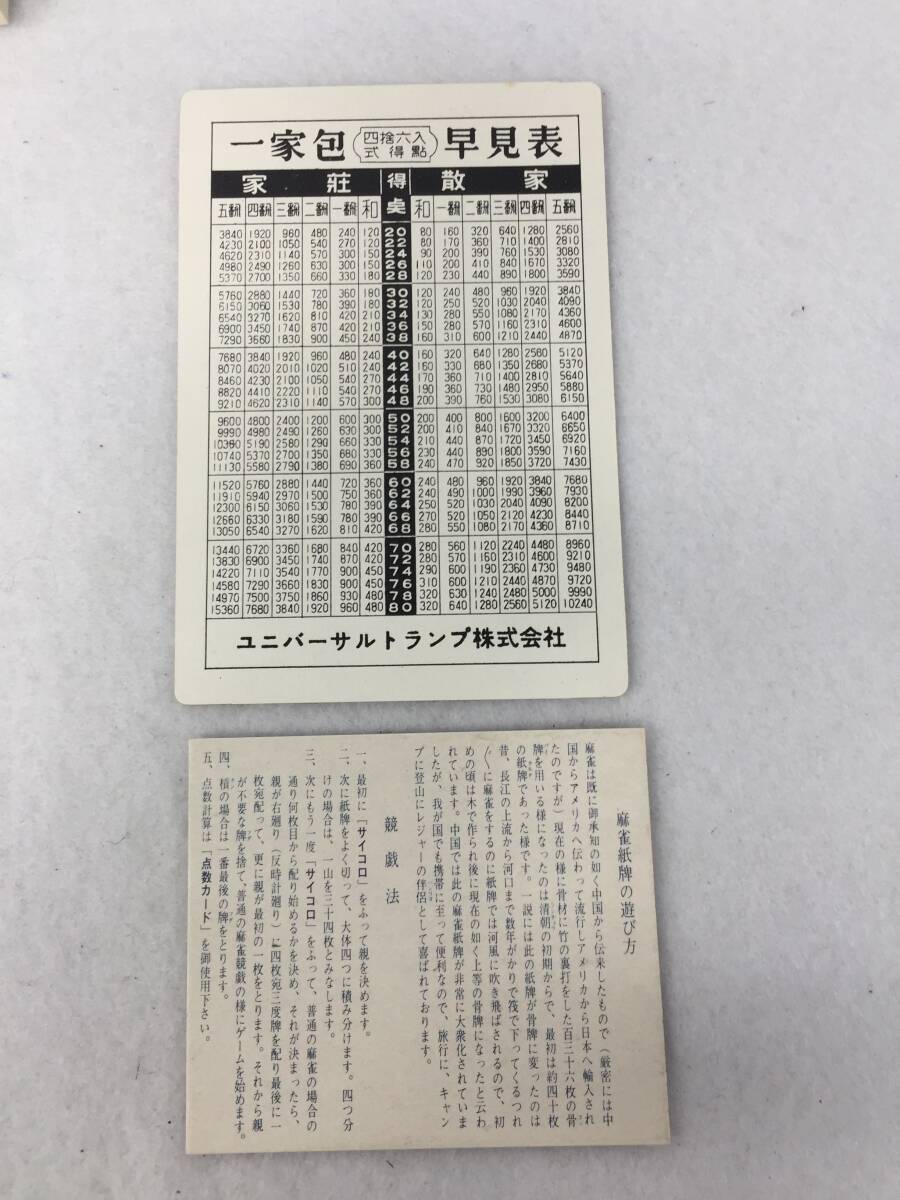 一家包 四捨六入 式得點 早見表
家莊 得 散家
五翻 四翻 三翻 二翻 一翻 和 点 和 一翻 二翻 三翻 四翻 五翻
3840 1920 960 480 240 120 20 80 160 320 640 1280 2560
4230 2100 1050 540 270 120 22 80 170 360 710 1400 2810
4620 2310 1140 570 300 150 24 90 200 390 760 1530 3080
4980 2490 1260 630 300 150 26 110 200 410 840 1670 3320
5370 2700 1350 660 330 180 28 120 230 440 890 1800 3590
5760 2880 1440 720 360 180 30 120 240 480 960 1920 3840
6150 3060 1530 780 390 180 32 120 250 520 1030 2040 4090
6540 3270 1620 810 420 210 34 130 280 550 1080 2170 4360
6900 3450 1740 870 420 210 36 150 280 570 1160 2310 4600
7290 3660 1830 900 450 240 38 160 310 600 1210 2440 4870
7680 3840 1920 960 480 240 40 160 320 640 1280 2560 5120
8070 4020 2010 1020 510 240 42 160 330 680 1350 2680 5370
8460 4230 2100 1050 540 270 44 170 360 710 1400 2810 5640
8820 4410 2220 1110 540 270 46 190 360 730 1480 2950 5880
9210 4620 2310 1140 570 300 48 200 390 760 1530 3080 6150
9600 4800 2400 1200 600 300 50 200 400 800 1600 3200 6400
9990 4980 2490 1260 630 300 52 200 410 840 1670 3320 6650
10380 5190 2580 1290 660 330 54 210 440 870 1720 3450 6920
10740 5370 2700 1350 680 330 56 230 440 890 1800 3590 7160
11130 5580 2790 1380 690 360 58 240 470 920 1850 3720 7430
11520 5760 2880 1440 720 360 60 240 480 960 1920 3840 7680
11910 5940 2970 1500 750 360 62 240 490 1000 1990 3960 7930
12300 6150 3060 1530 780 390 64 250 520 1030 2040 4090 8200
12660 6330 3180 1590 780 390 66 270 520 1050 2120 4230 8440
13050 6540 3270 1620 810 420 68 280 550 1080 2170 4360 8710
13440 6720 3360 1680 840 420 70 280 560 1120 2240 4480 8960
13830 6900 3450 1740 870 420 72 280 570 1160 2310 4600 9210
14220 7110 3540 1770 900 450 74 290 600 1190 2360 4730 9480
14580 7290 3660 1830 900 450 76 310 600 1210 2440 4870 9720
14970 7500 3750 1860 930 480 78 320 630 1240 2480 5000 9990
15360 7680 3840 1920 960 480 80 320 640 1280 2560 5120 10240
ユニバーサルトランプ株式会社
麻雀紙牌の遊び方
麻雀は既に御承知の如く中国から伝来したもので（厳密には中
国からアメリカへ伝わって流行しアメリカから日本へ輸入され
たのですが）現在の様に骨材に竹の裏打をした百三十六枚の骨
牌を用いる様になったのは清朝の初期からで、最初は約四十枚
の紙牌であった様です。一説には此の紙牌が骨牌に変ったのは
昔、長江の上流から河口まで数年がかりで筏で下ってくるつれ
〴〵に麻雀をするのに紙牌では河風に吹き飛ばされるので、初
めの頃は木で作られ後に現在の如く上等の骨牌になったと云わ
れています。中国では此の麻雀紙牌が非常に大衆化されていま
したが、我が国でも携帯に至って便利なので、旅行に、キャン
プに登山にレジャーの伴侶として喜ばれております。
競戯法
一、最初に「サイコロ」をふって親を決めます。
二、次に紙牌をよく切って、大体四つに積み分けます。四つ分
けの場合は、一山を三十四枚とみなします。
三、次にもう一度「サイコロ」をふって、普通の麻雀の場合の
通り何枚目から配り始めるかを決め、それが決まったら、
親が右廻り（反時計廻り）に四枚宛三度牌を配り最後に一
枚宛配って、更に親が最初の一枚をとります。それから親
が不要な牌を捨て、普通の麻雀競戯の様にゲームを始めます。
四、槓の場合は一番最後の牌をとります。
五、点数計算は「点数カード」を御使用下さい。